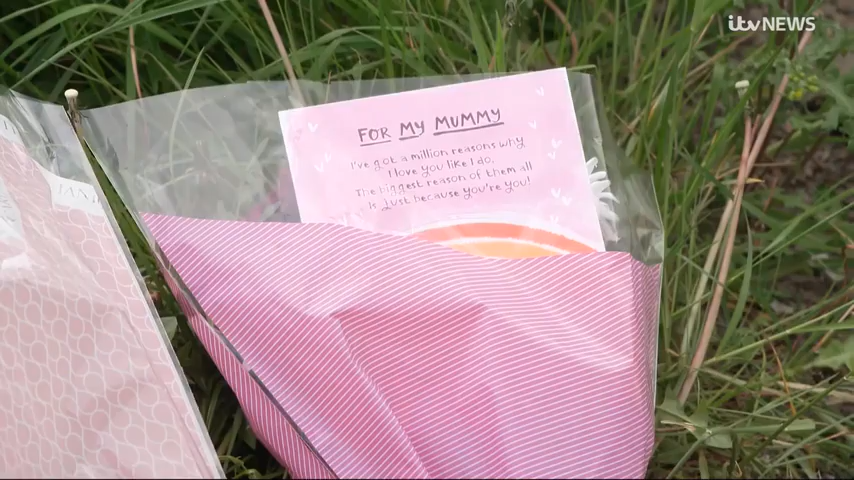 itv NEWS
FOR MY MUMMY
I've got a million reasons why
I love you like I do.
The biggest reason of them all
is just because you're you!